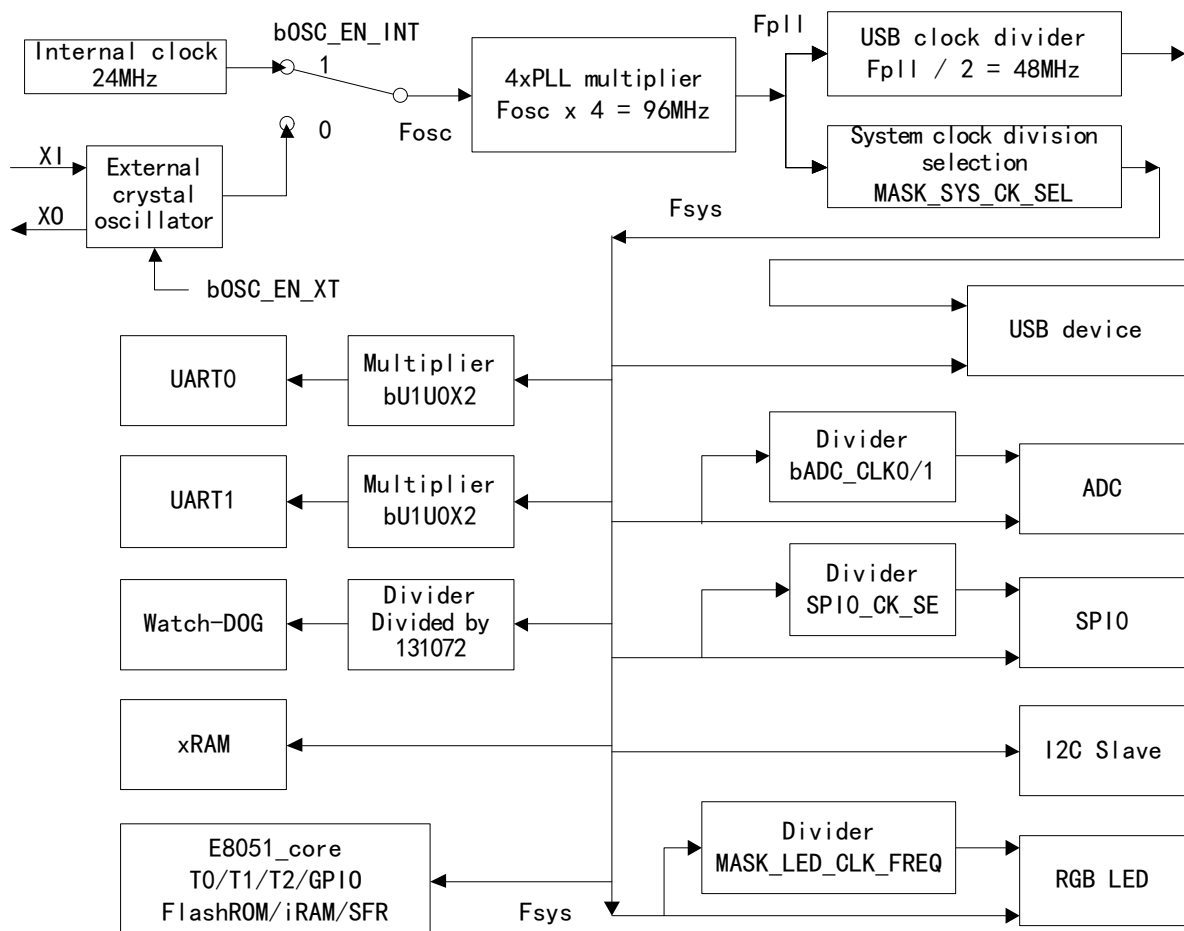 bOSC_EN_INT
Internal clock
24MHz
1
0
XI
XO
External
crystal
oscillator
bOSC_EN_XT
Fosc
4xPLL multiplier
Fosc x 4 = 96MHz
Fpll
USB clock divider
Fpll / 2 = 48MHz
System clock division
selection
MASK_SYS_CK_SEL
Fsys
USB device
UART0
Multiplier
bU1U0X2
Divider
bADC_CLK0/1
ADC
UART1
Multiplier
bU1U0X2
Divider
SPI0_CK_SE
SPI0
Watch-DOG
Divider
Divided by
131072
xRAM
I2C Slave
E8051_core
T0/T1/T2/GPIO
FlashROM/iRAM/SFR
Fsys
Divider
MASK_LED_CLK_FREQ
RGB LED